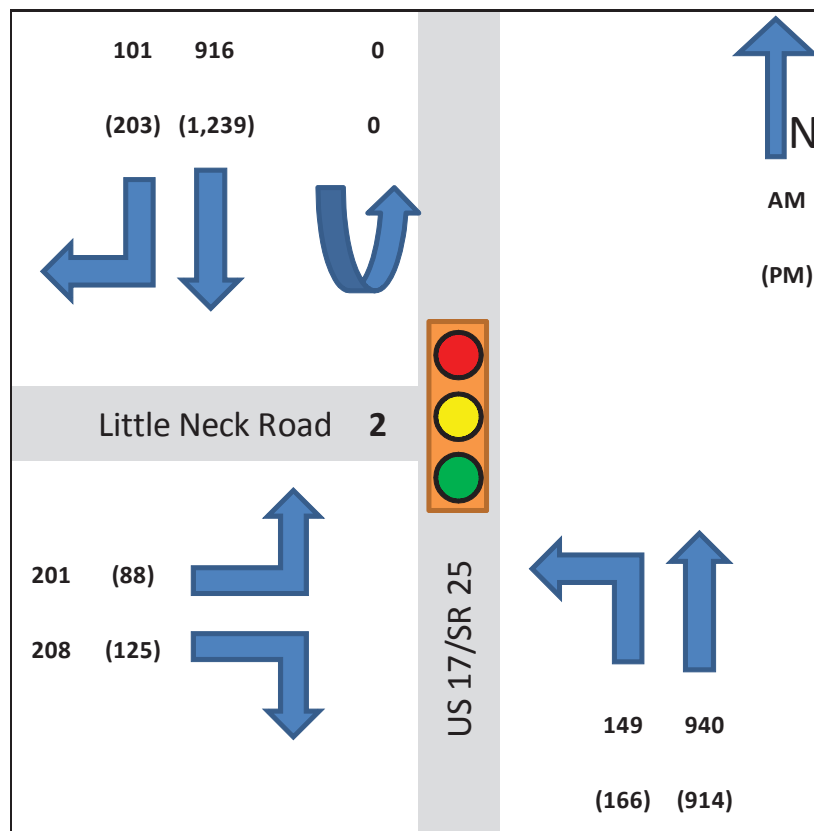 101 916 0
(203) (1,239) 0
N
AM
(PM)
Little Neck Road 2
201 (88)
208 (125)
US 17/SR 25
149 940
(166) (914)